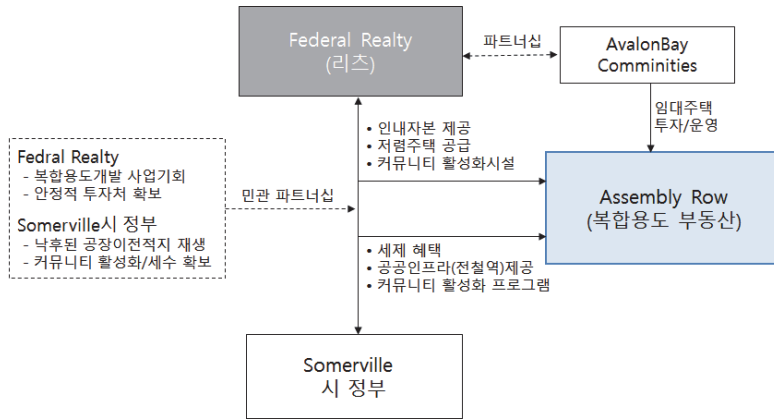 Federal Realty
(리츠)
파트너십
AvalonBay
Comminities
• 인내자본 제공
• 저렴주택 공급
• 커뮤니티 활성화시설
임대주택
투자/운영
Fedral Realty
- 복합용도개발 사업기회
- 안정적 투자처 확보
Somerville시 정부
- 낙후된 공장이전적지 재생
- 커뮤니티 활성화/세수 확보
민관 파트너십
Assembly Row
(복합용도 부동산)
• 세제 혜택
• 공공인프라(전철역)제공
• 커뮤니티 활성화 프로그램
Somerville
시 정부